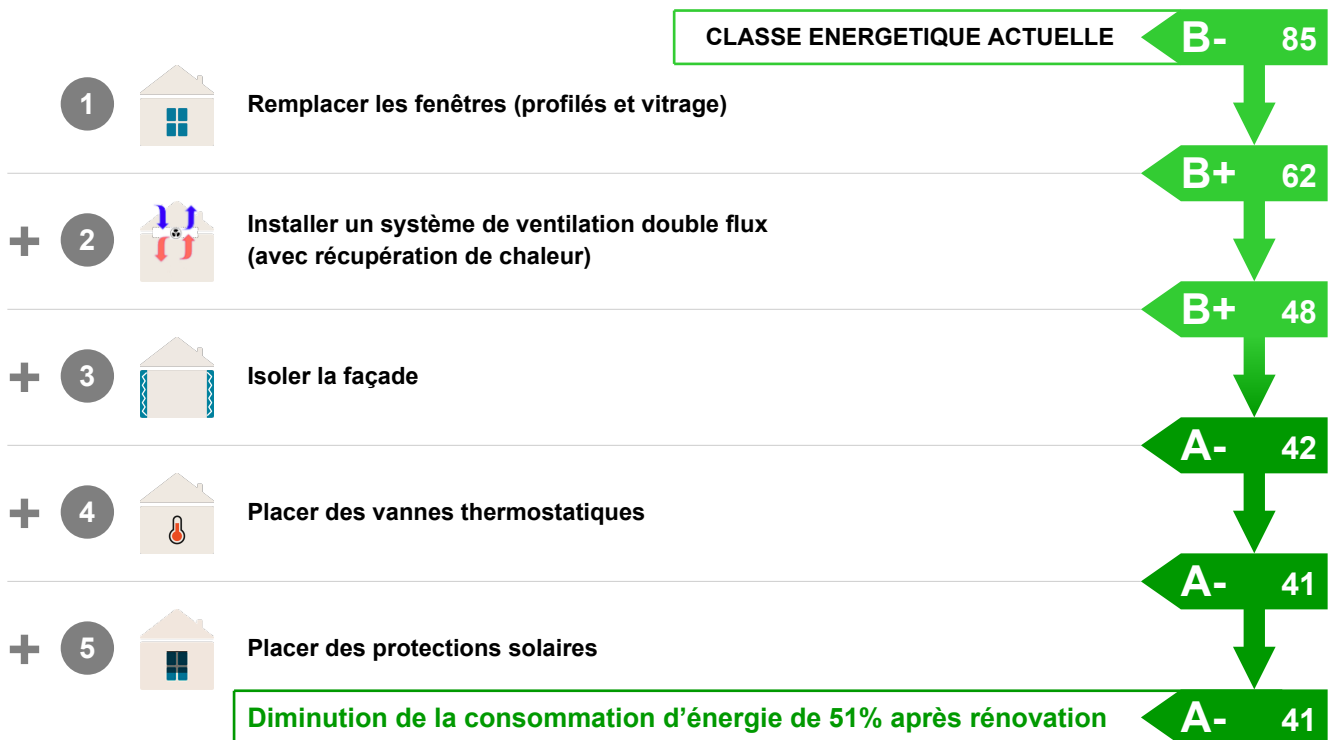 CLASSE ENERGETIQUE ACTUELLE B- 85
1 Remplacer les fenêtres (profilés et vitrage)
B+ 62
+ 2 Installer un système de ventilation double flux
(avec récupération de chaleur)
B+ 48
+ 3 Isoler la façade
A- 42
+ 4 Placer des vannes thermostatiques
A- 41
+ 5 Placer des protections solaires
Diminution de la consommation d’énergie de 51% après rénovation A- 41